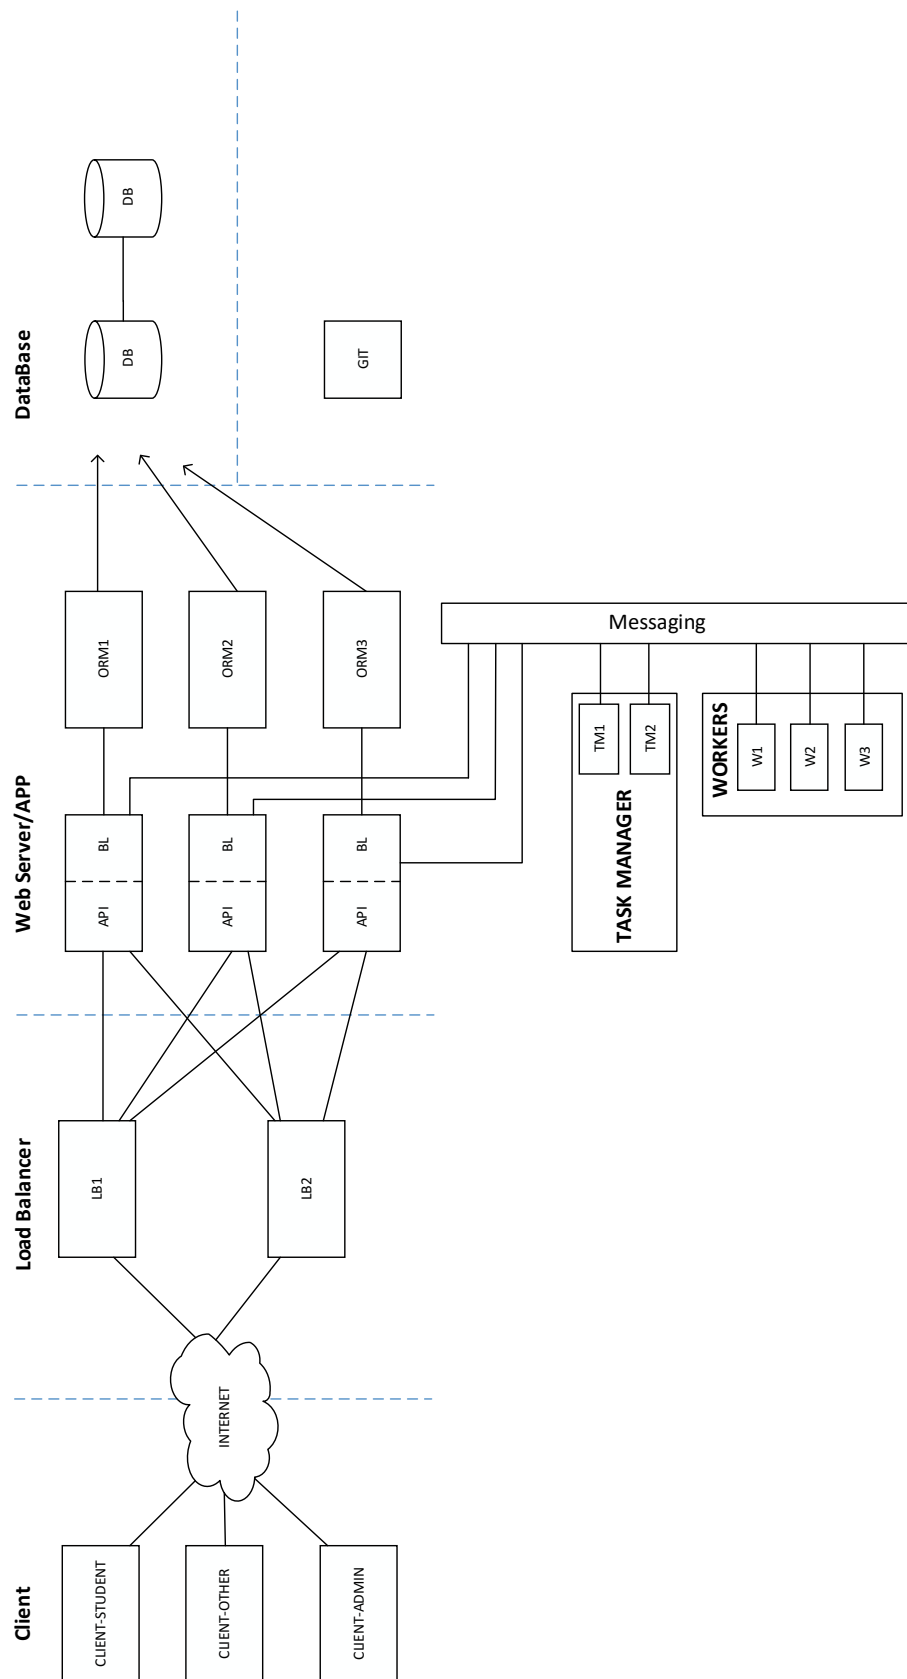 Client
CLIENT-STUDENT
CLIENT-OTHER
CLIENT-ADMIN
INTERNET
Load Balancer
LB1
LB2
Web Server/APP
API
BL
API
BL
API
BL
ORM1
ORM2
ORM3
DataBase
DB
DB
GIT
Messaging
TASK MANAGER
TM1
TM2
WORKERS
W1
W2
W3